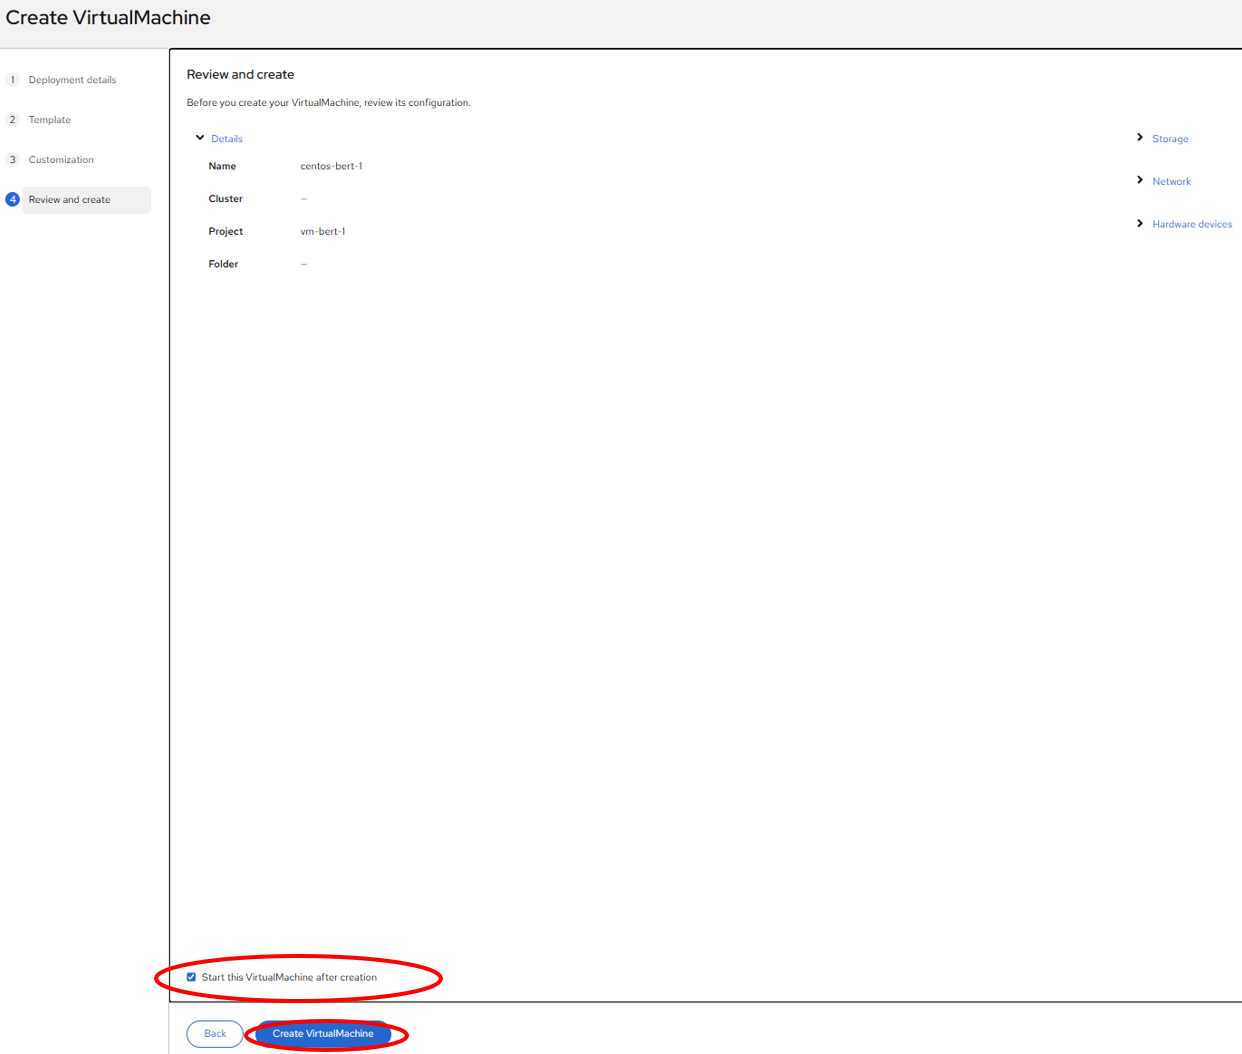 Create VirtualMachine
1 Deployment details
2 Template
3 Customization
4 Review and create
Review and create
Before you create your VirtualMachine, review its configuration.
Details
Name centos-bert-1
Cluster –
Project vm-bert-1
Folder –
Storage
Network
Hardware devices
Start this VirtualMachine after creation
Back Create VirtualMachine